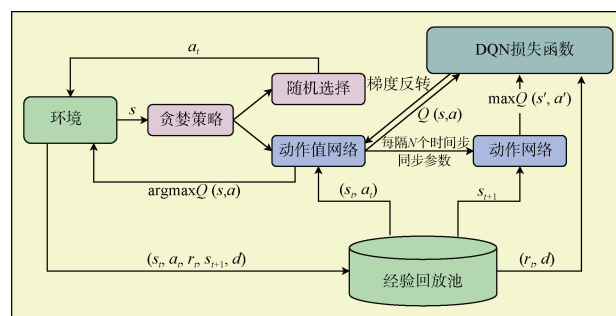 a_t
DQN损失函数
随机选择
梯度反转
Q (s,a)
maxQ (s′, a′)
环境
s
贪婪策略
动作值网络
每隔N个时间步
同步参数
动作网络
argmaxQ (s,a)
(s_t, a_t)
s_{t+1}
(s_t, a_t, r_t, s_{t+1}, d)
经验回放池
(r_t, d)